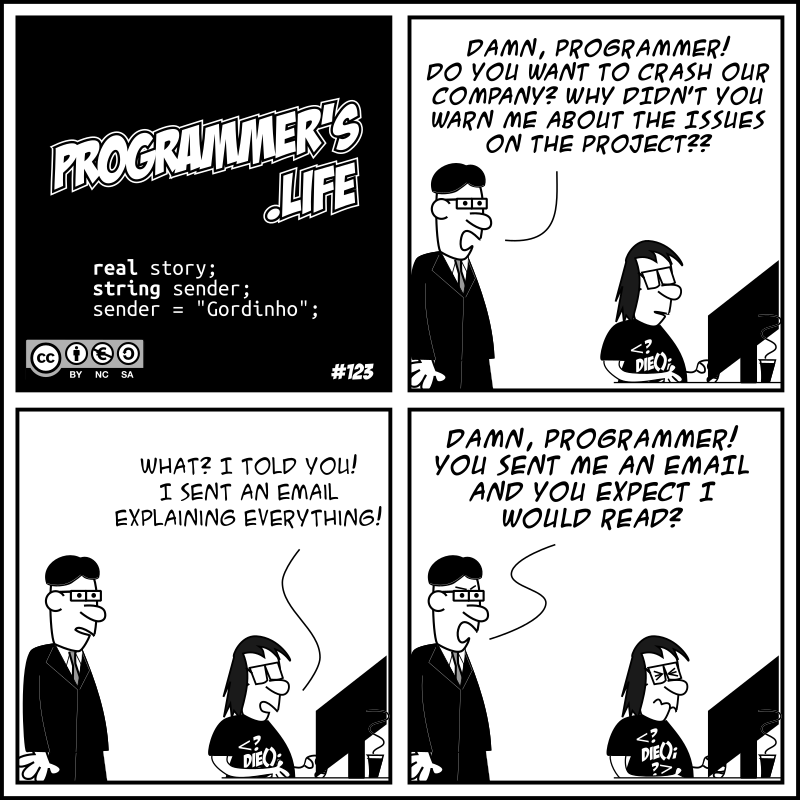 PROGRAMMER'S
.LIFE
real story;
string sender;
sender = "Gordinho";
cc
BY NC SA
#123
DAMN, PROGRAMMER!
DO YOU WANT TO CRASH OUR
COMPANY? WHY DIDN'T YOU
WARN ME ABOUT THE ISSUES
ON THE PROJECT??
<?
DIE();
WHAT? I TOLD YOU!
I SENT AN EMAIL
EXPLAINING EVERYTHING!
<?
DIE();
DAMN, PROGRAMMER!
YOU SENT ME AN EMAIL
AND YOU EXPECT I
WOULD READ?
<?
DIE();
?>